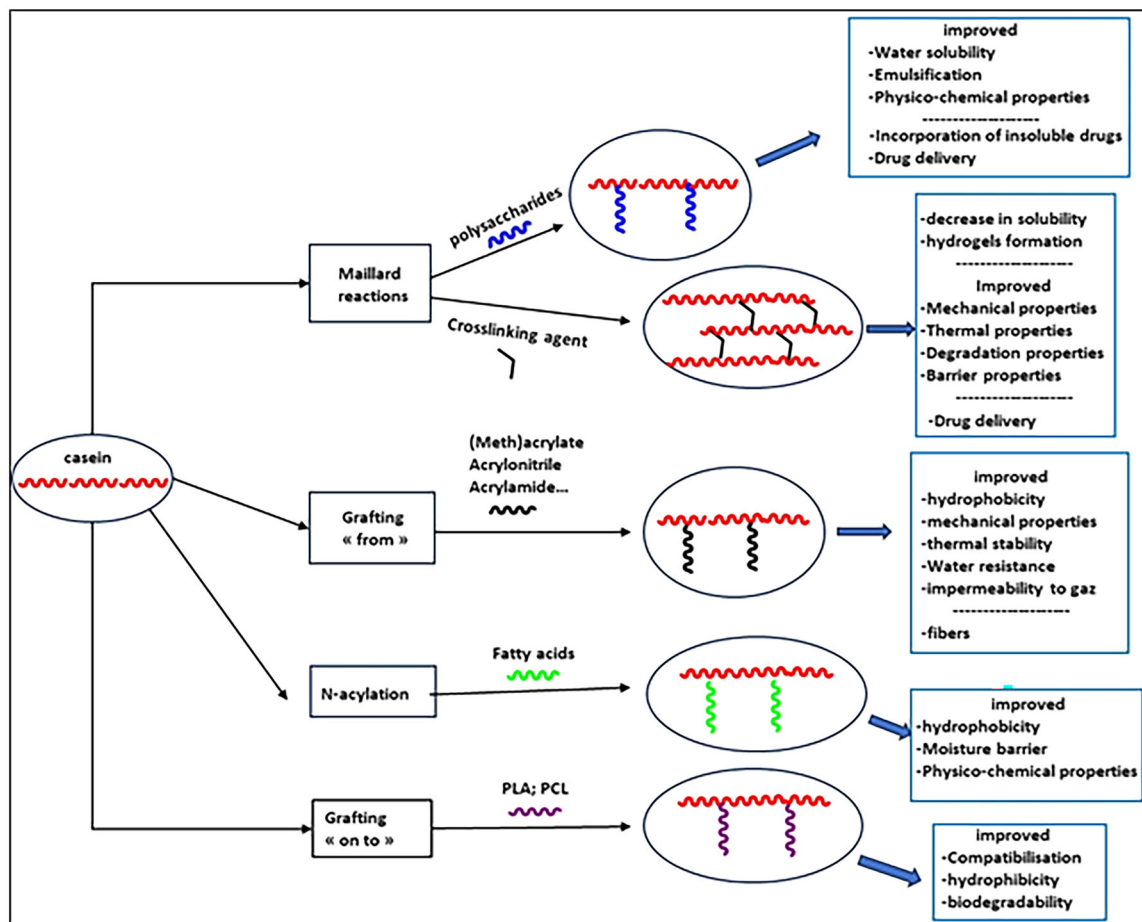 casein
Maillard
reactions
polysaccharides
Crosslinking agent
improved
-Water solubility
-Emulsification
-Physico-chemical properties
--------------------
-Incorporation of insoluble drugs
-Drug delivery
-decrease in solubility
-hydrogels formation
--------------------
Improved
-Mechanical properties
-Thermal properties
-Degradation properties
-Barrier properties
--------------------
-Drug delivery
Grafting
« from »
(Meth)acrylate
Acrylonitrile
Acrylamide...
improved
-hydrophobicity
-mechanical properties
-thermal stability
-Water resistance
-impermeability to gaz
--------------------
-fibers
N-acylation
Fatty acids
improved
-hydrophobicity
-Moisture barrier
-Physico-chemical properties
Grafting
« on to »
PLA; PCL
improved
-Compatibilisation
-hydrophibicity
-biodegradability